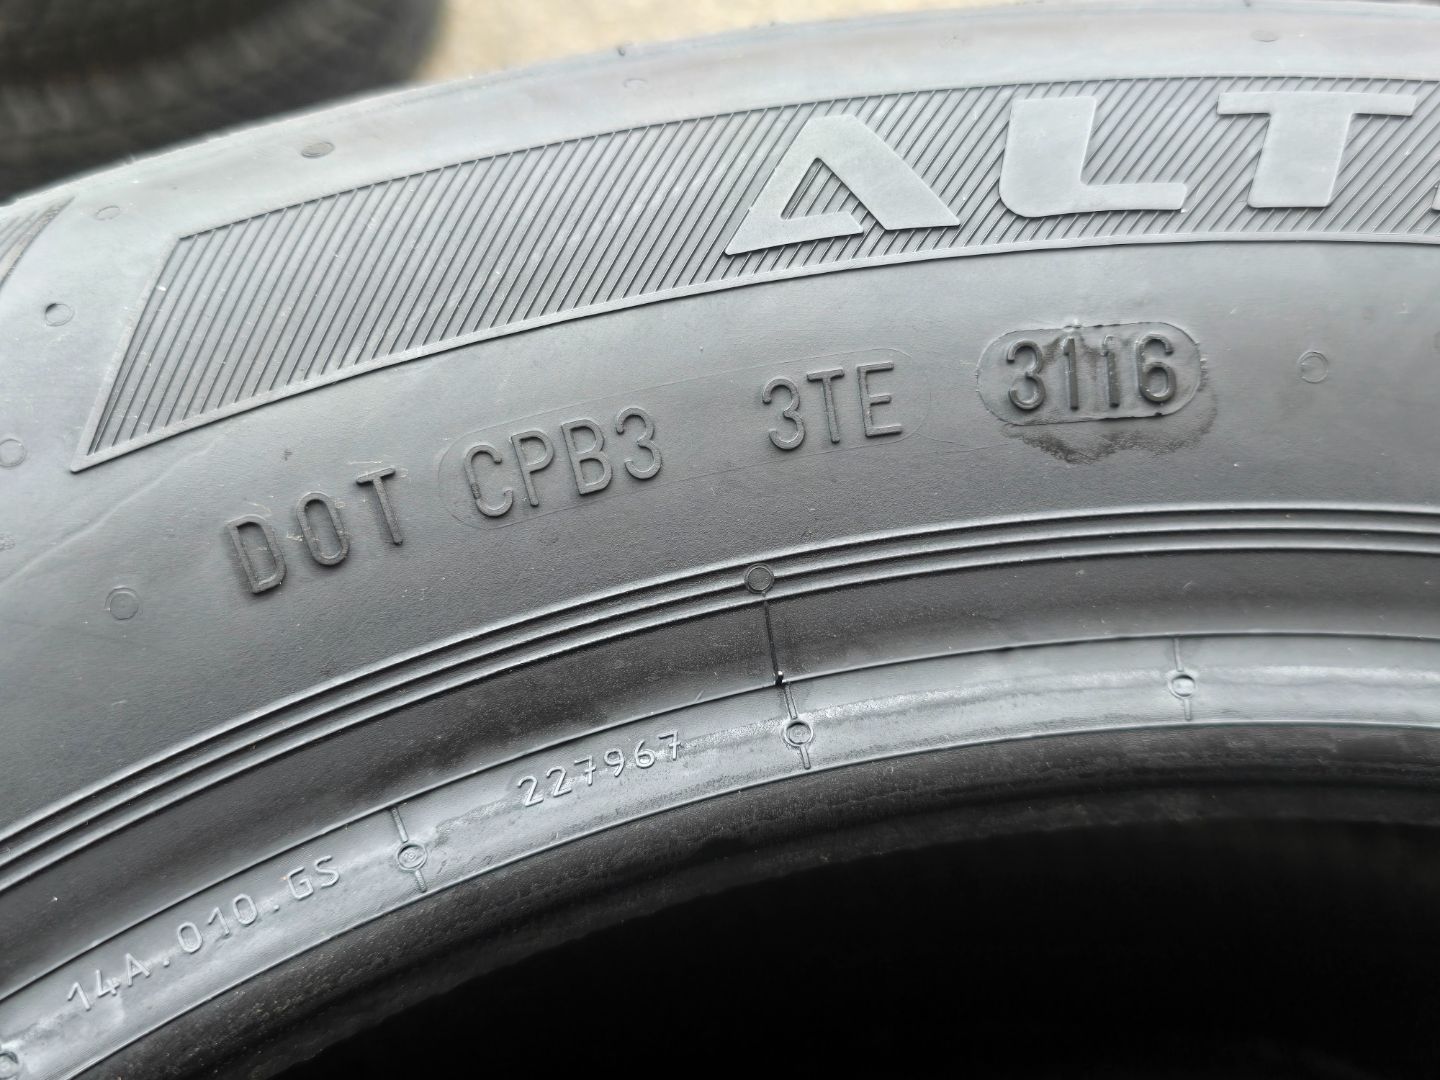 ALT
DOT CPB3 3TE 3116
227967
14A.010.GS